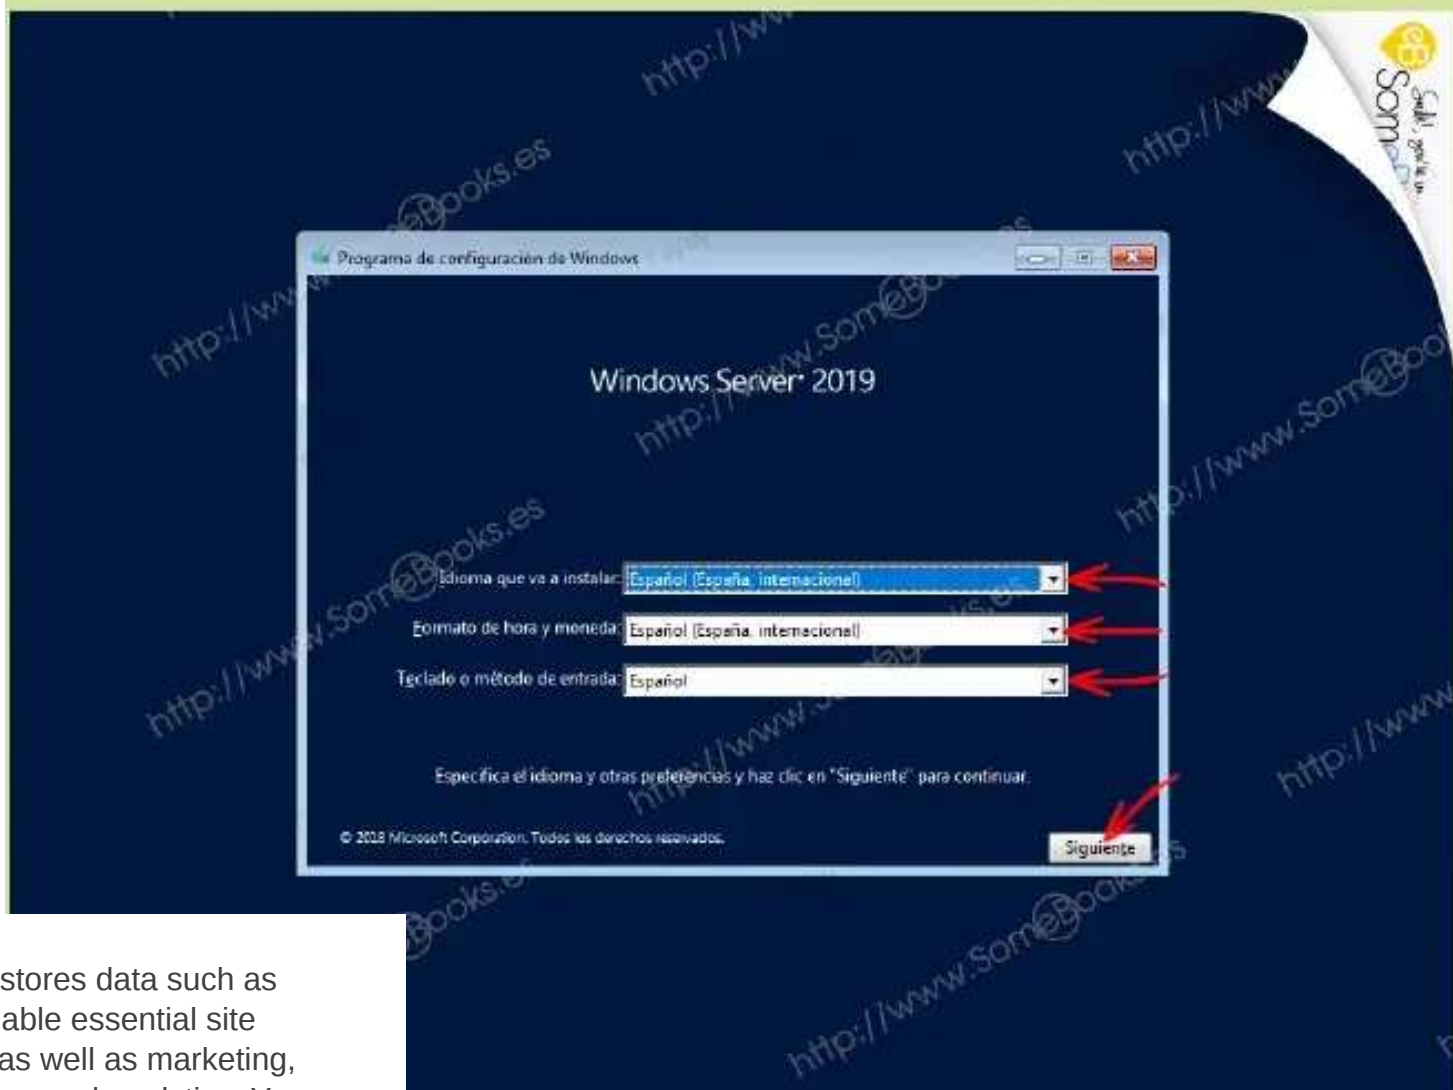 Programa de configuración de Windows
Windows Server 2019
Idioma que va a instalar: Español (España, internacional)
Formato de hora y moneda: Español (España, internacional)
Teclado o método de entrada: Español
Especifica el idioma y otras preferencias y haz clic en "Siguiente" para continuar.
© 2018 Microsoft Corporation. Todos los derechos reservados.
Siguiente
stores data such as
able essential site
as well as marketing,
http://www.SomeBooks.es